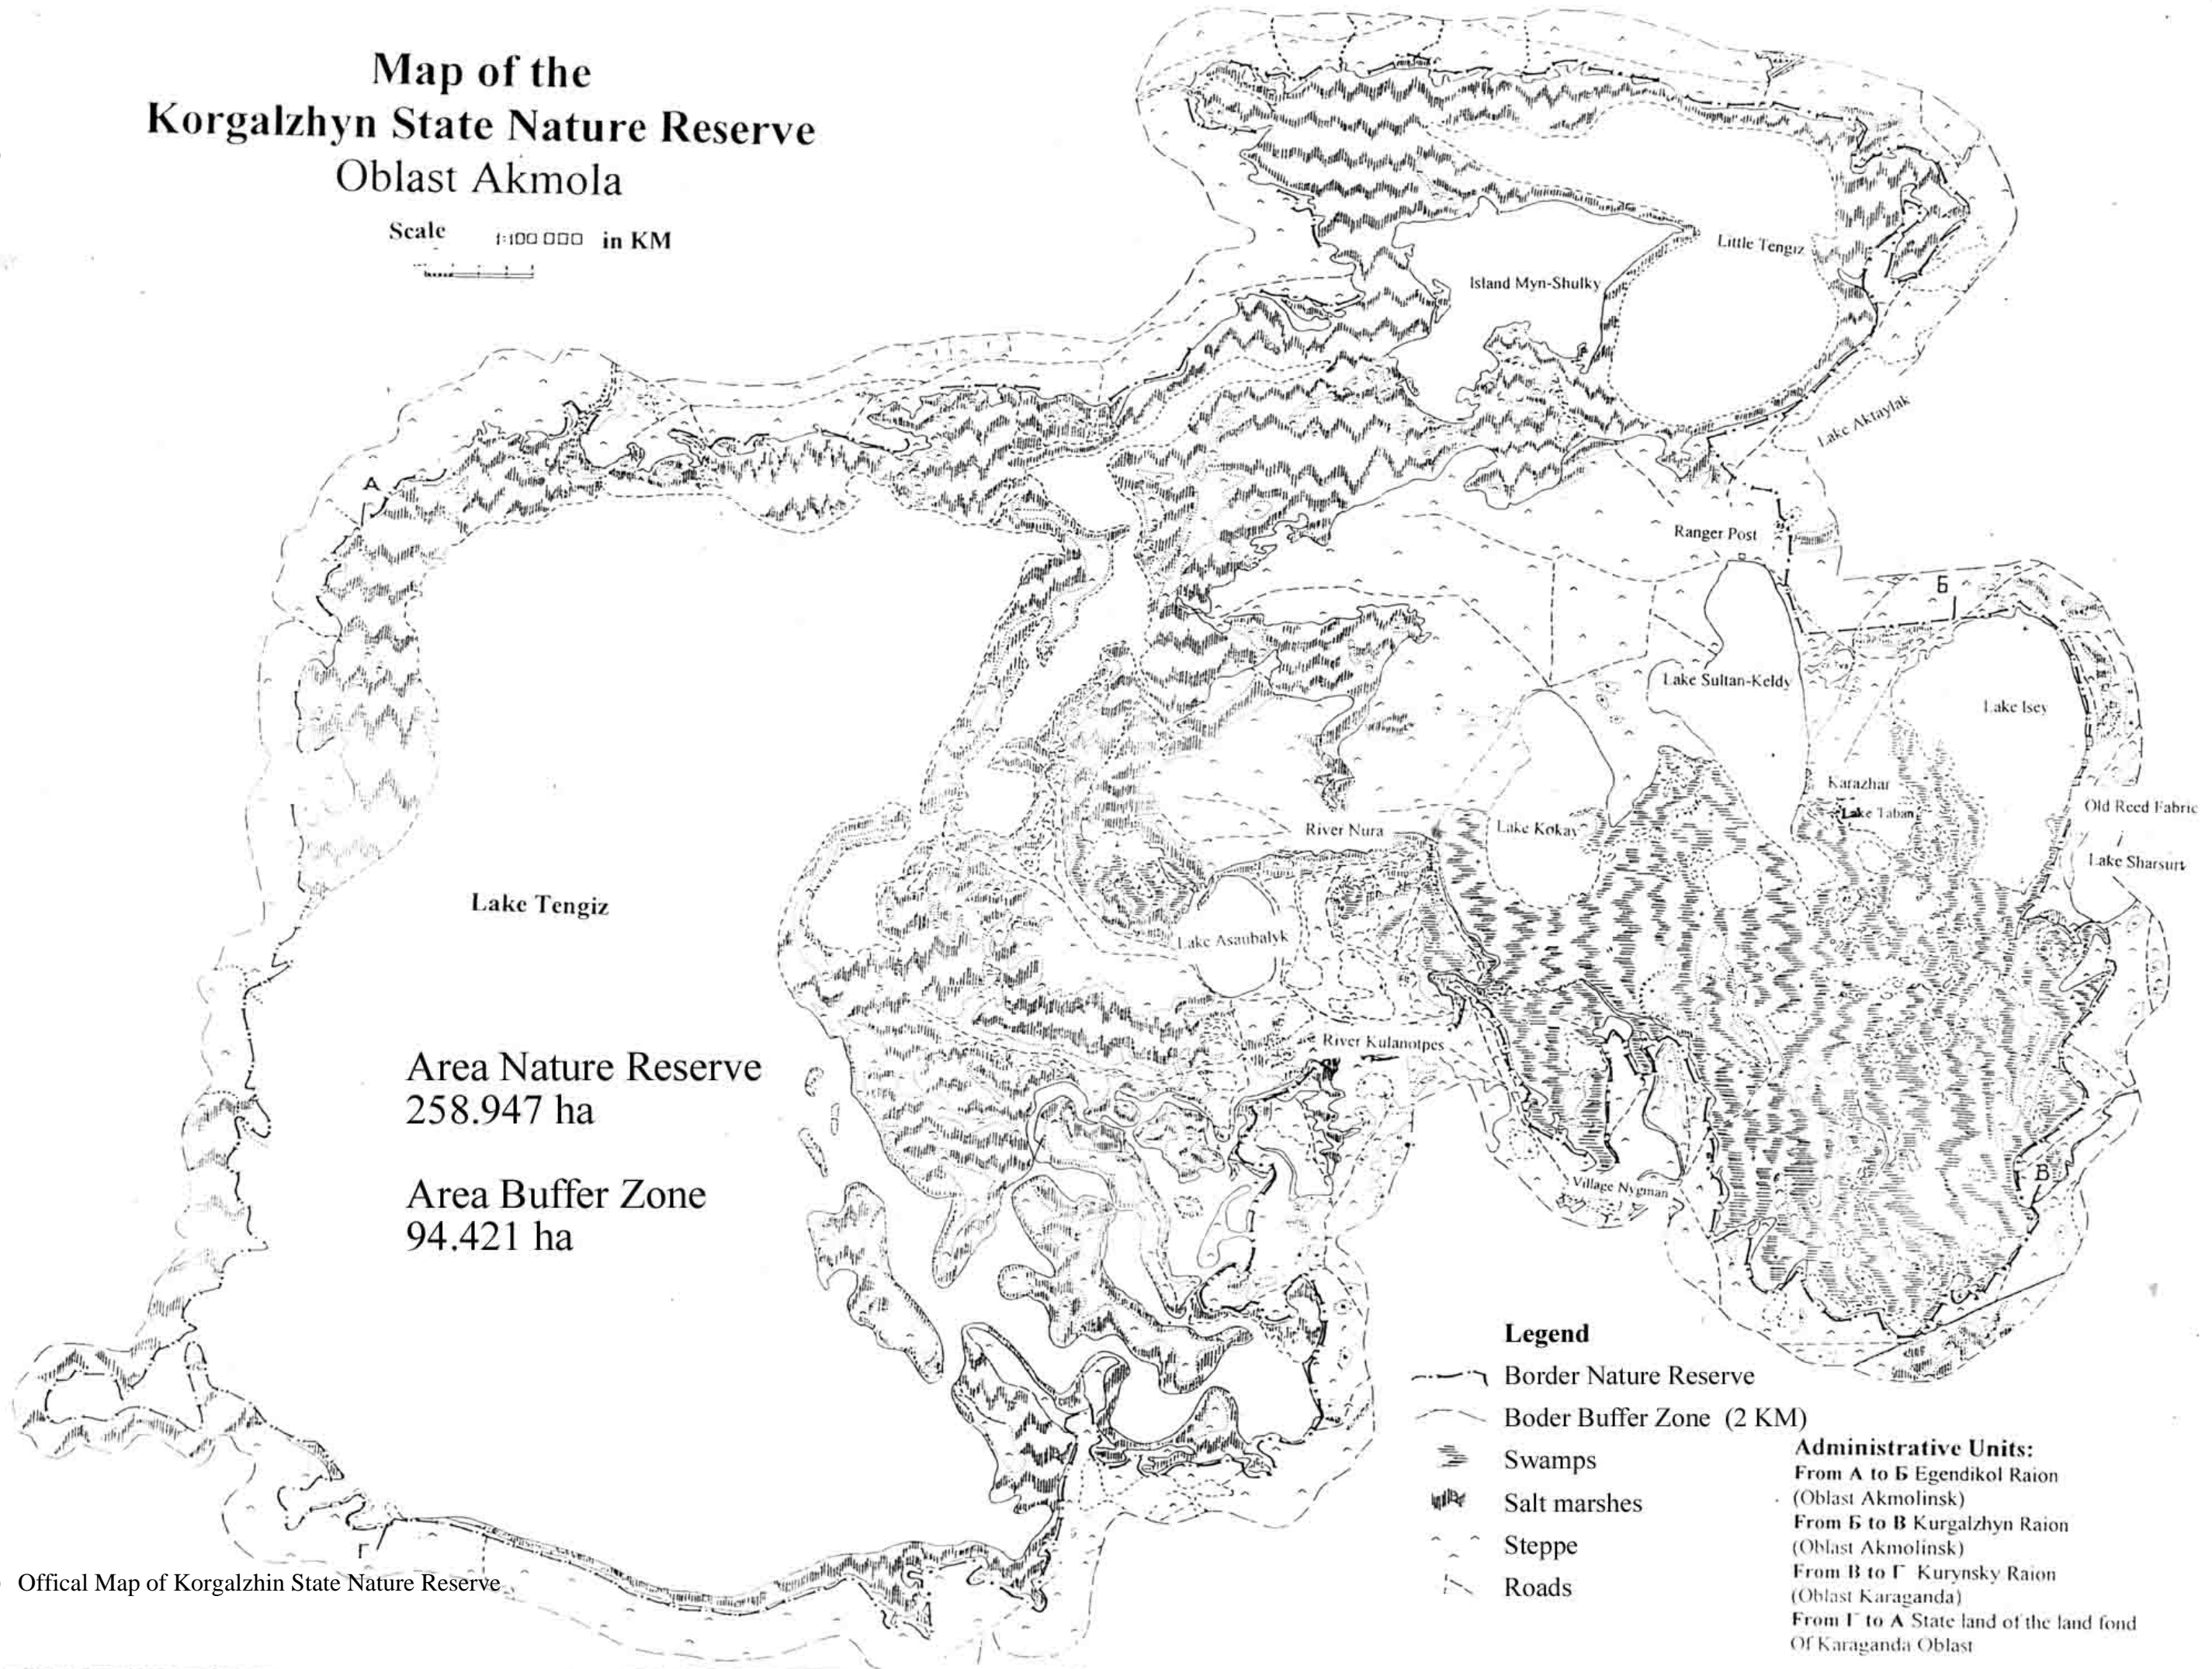 Map of the
Korgalzhyn State Nature Reserve
Oblast Akmola
Scale 1:100 000 in KM
Little Tengiz
Island Myn-Shulky
Lake Aktaylak
A
Ranger Post
Б
Lake Sultan-Keldy
Lake Isey
Karazhar
Lake Taban
Old Reed Fabric
River Nura
Lake Kokay
Lake Sharsury
Lake Tengiz
Lake Asaubalyk
River Kulanotpes
Area Nature Reserve
258.947 ha
Area Buffer Zone
94.421 ha
Village Nygman
В
Legend
Border Nature Reserve
Boder Buffer Zone (2 KM)
Swamps
Salt marshes
Steppe
Roads
Administrative Units:
From A to Б Egendikol Raion
(Oblast Akmolinsk)
From Б to В Kurgalzhyn Raion
(Oblast Akmolinsk)
From В to Г Kurynsky Raion
(Oblast Karaganda)
From Г to A State land of the land fond
Of Karaganda Oblast
Г
Offical Map of Korgalzhin State Nature Reserve